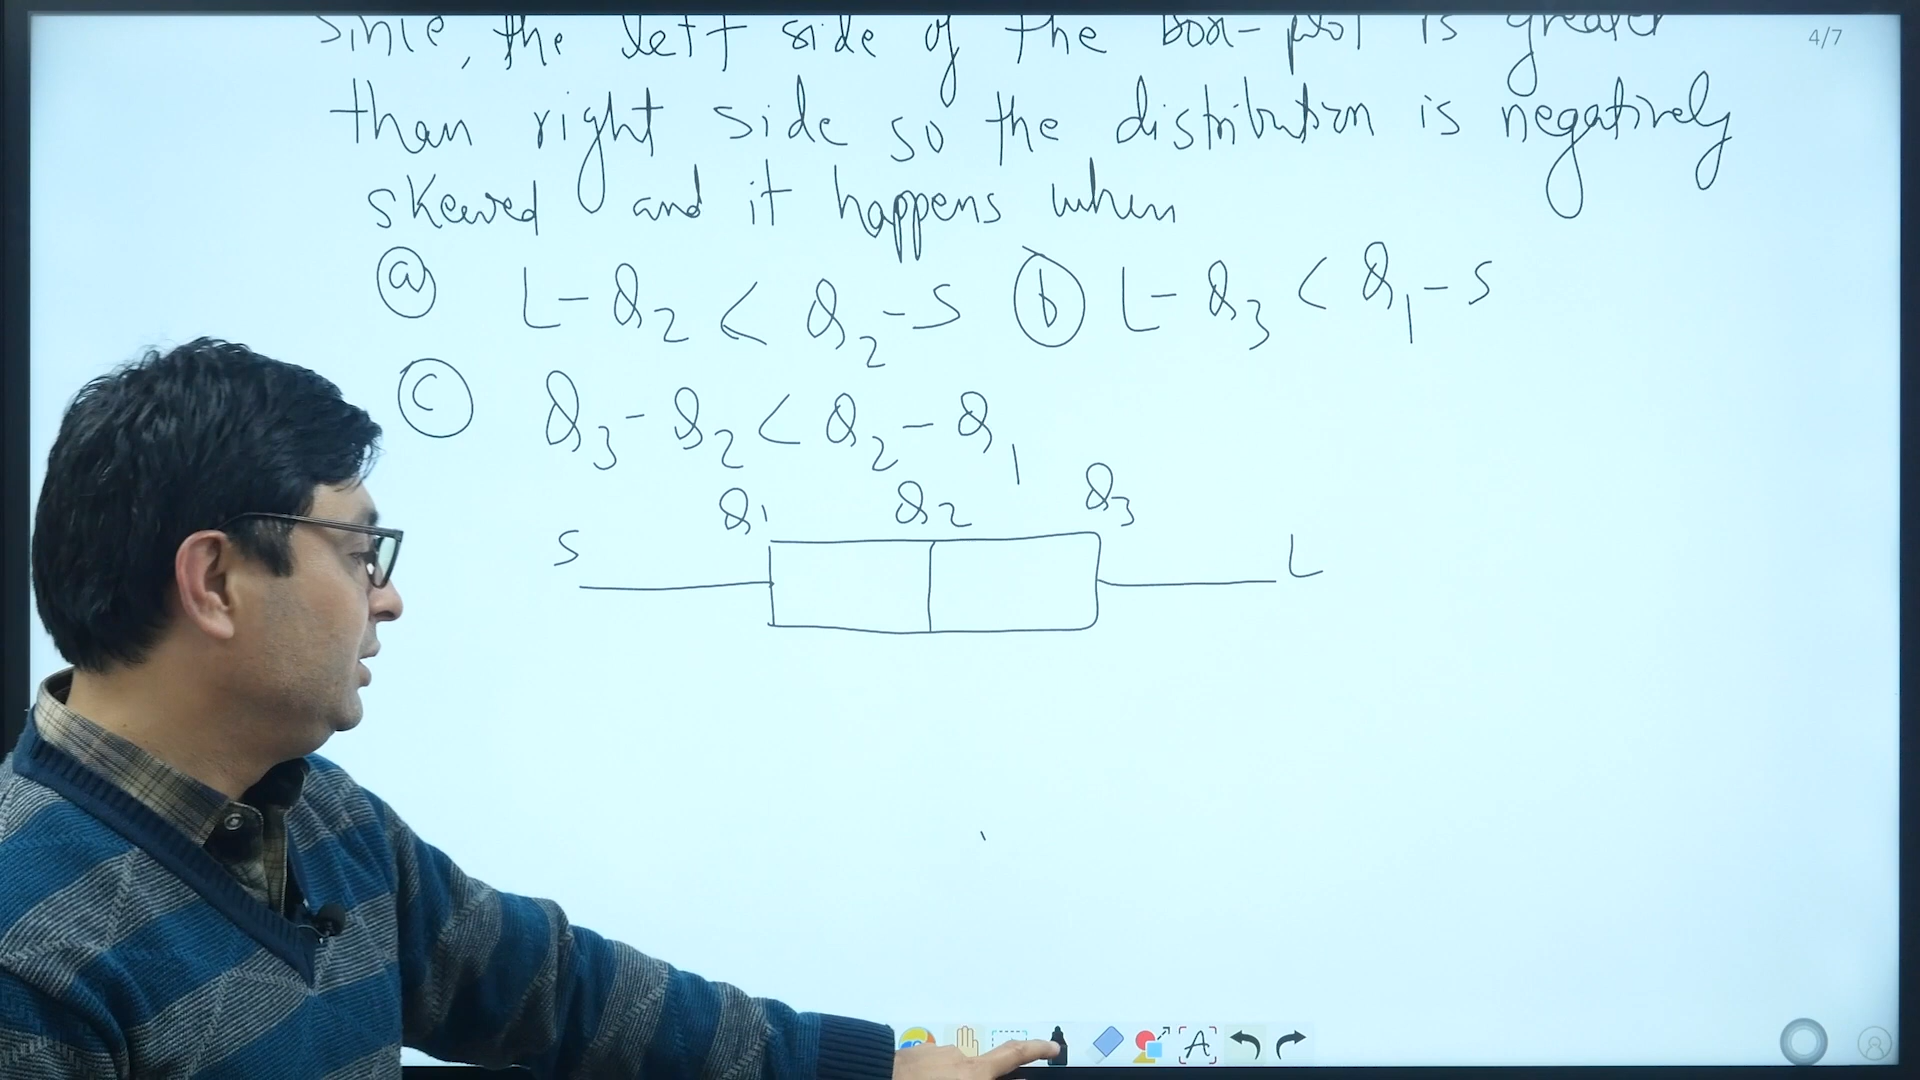 Since, the left side of the box-plot is greater
4/7
than right side so the distribution is negatively
skewed and it happens when
(a) L - Q2 < Q2 - S (b) L - Q3 < Q1 - S
(c) Q3 - Q2 < Q2 - Q1
Q1 Q2 Q3
S L
A